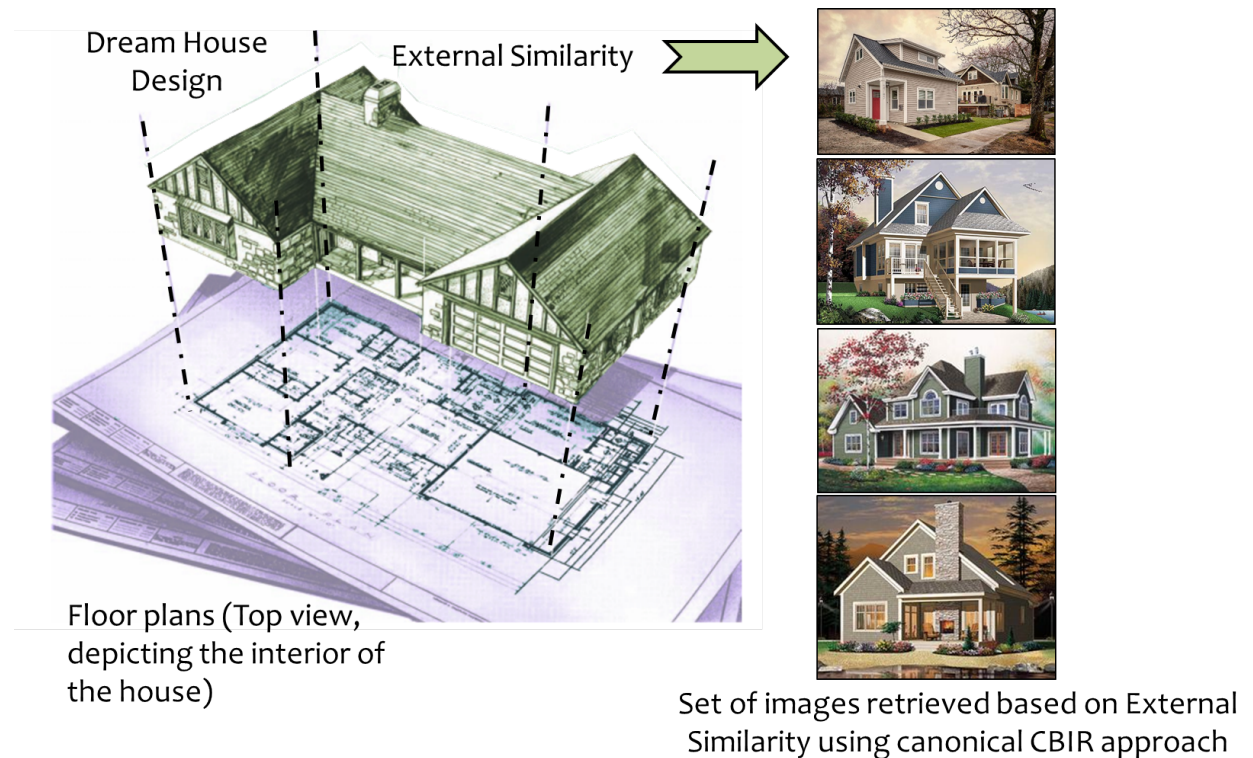 Dream House
Design
External Similarity
Floor plans (Top view,
depicting the interior of
the house)
Set of images retrieved based on External
Similarity using canonical CBIR approach